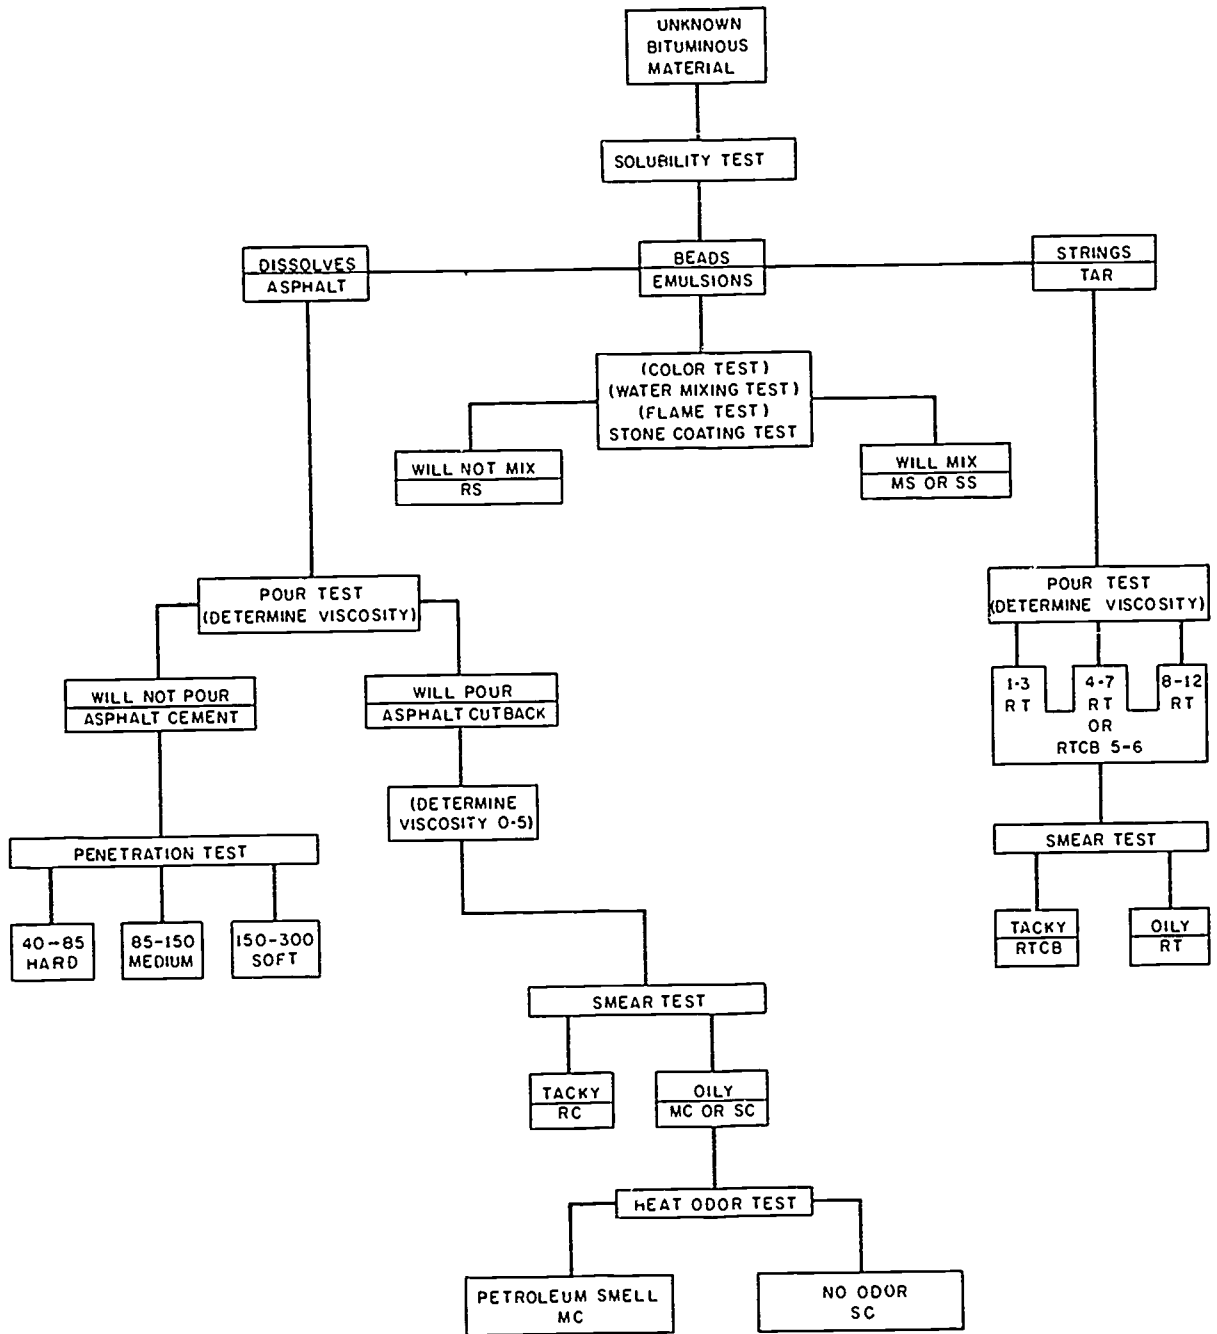 UNKNOWN
BITUMINOUS
MATERIAL
SOLUBILITY TEST
DISSOLVES
ASPHALT
BEADS
EMULSIONS
STRINGS
TAR
(COLOR TEST)
(WATER MIXING TEST)
(FLAME TEST)
STONE COATING TEST
WILL NOT MIX
RS
WILL MIX
MS OR SS
POUR TEST
(DETERMINE VISCOSITY)
POUR TEST
(DETERMINE VISCOSITY)
WILL NOT POUR
ASPHALT CEMENT
WILL POUR
ASPHALT CUTBACK
1-3
RT
4-7
RT
OR
RTCB 5-6
8-12
RT
(DETERMINE
VISCOSITY 0-5)
PENETRATION TEST
SMEAR TEST
40-85
HARD
85-150
MEDIUM
150-300
SOFT
TACKY
RTCB
OILY
RT
SMEAR TEST
TACKY
RC
OILY
MC OR SC
HEAT ODOR TEST
PETROLEUM SMELL
MC
NO ODOR
SC